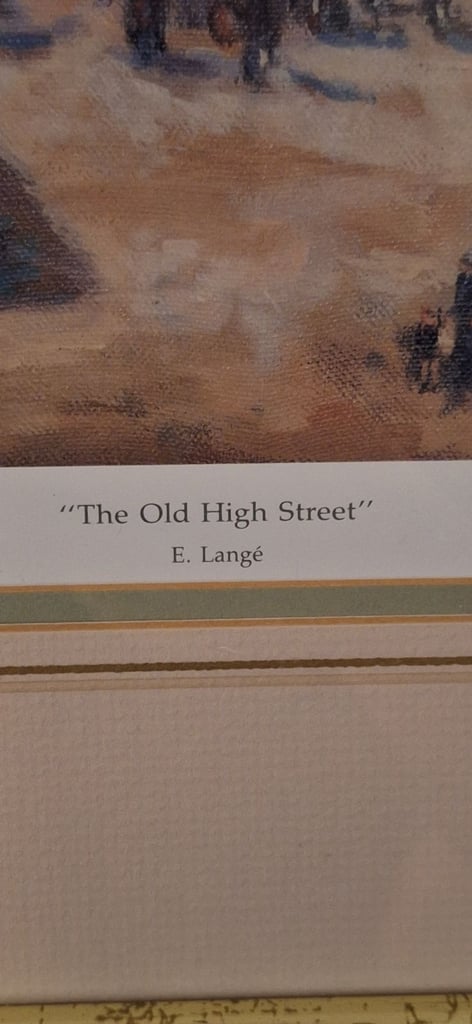 ‘‘The Old High Street’’
E. Langé